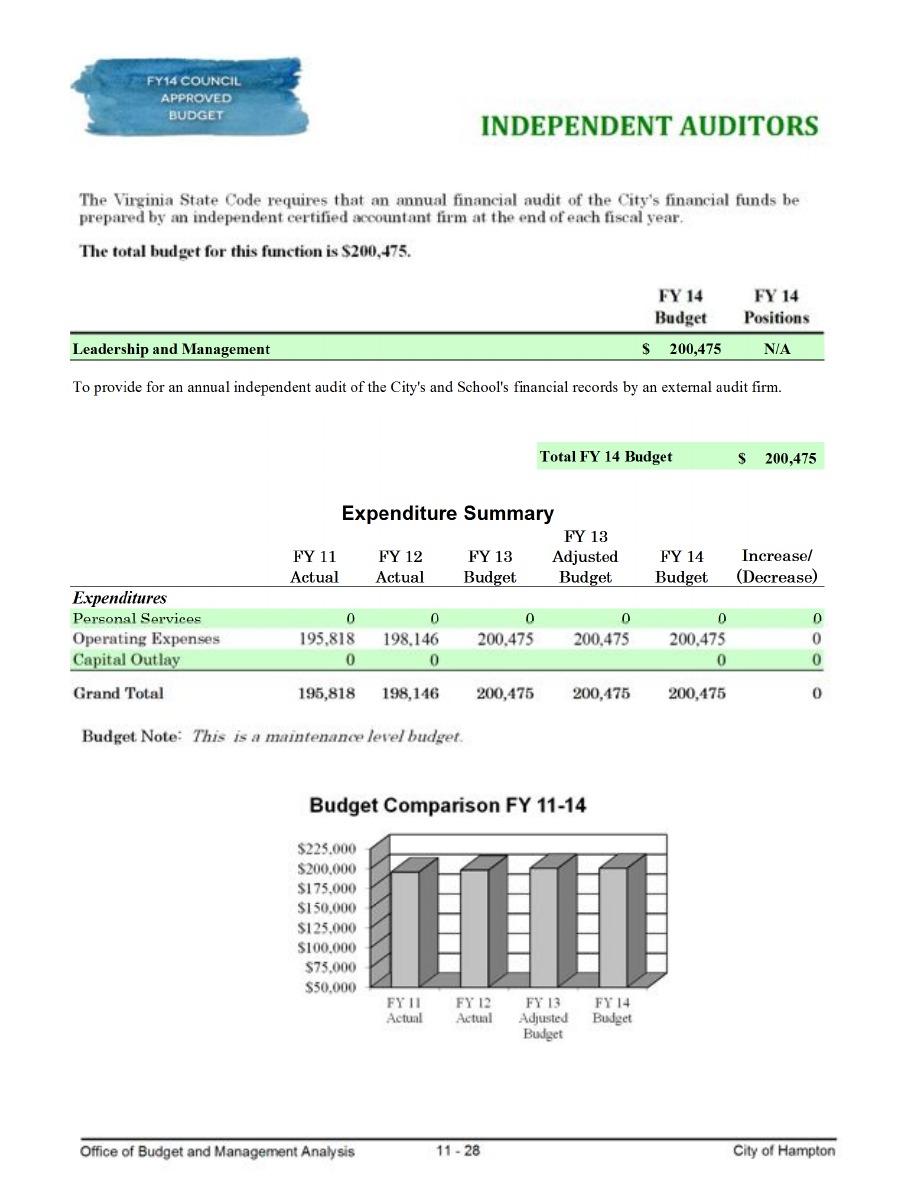 FY14 COUNCIL
APPROVED
BUDGET
INDEPENDENT AUDITORS
The Virginia State Code requires that an annual financial audit of the City's financial funds be
prepared by an independent certified accountant firm at the end of each fiscal year.
The total budget for this function is $200,475.
FY 14 FY 14
Budget Positions
Leadership and Management $ 200,475 N/A
To provide for an annual independent audit of the City's and School's financial records by an external audit firm.
Total FY 14 Budget $ 200,475
Expenditure Summary
FY 13
FY 11 FY 12 FY 13 Adjusted FY 14 Increase/
Actual Actual Budget Budget Budget (Decrease)
Expenditures
Personal Services 0 0 0 0 0 0
Operating Expenses 195,818 198,146 200,475 200,475 200,475 0
Capital Outlay 0 0 0 0
Grand Total 195,818 198,146 200,475 200,475 200,475 0
Budget Note: This is a maintenance level budget.
Budget Comparison FY 11-14
$225,000
$200,000
$175,000
$150,000
$125,000
$100,000
$75,000
$50,000
FY 11 FY 12 FY 13 FY 14
Actual Actual Adjusted Budget
Budget
Office of Budget and Management Analysis 11 - 28 City of Hampton